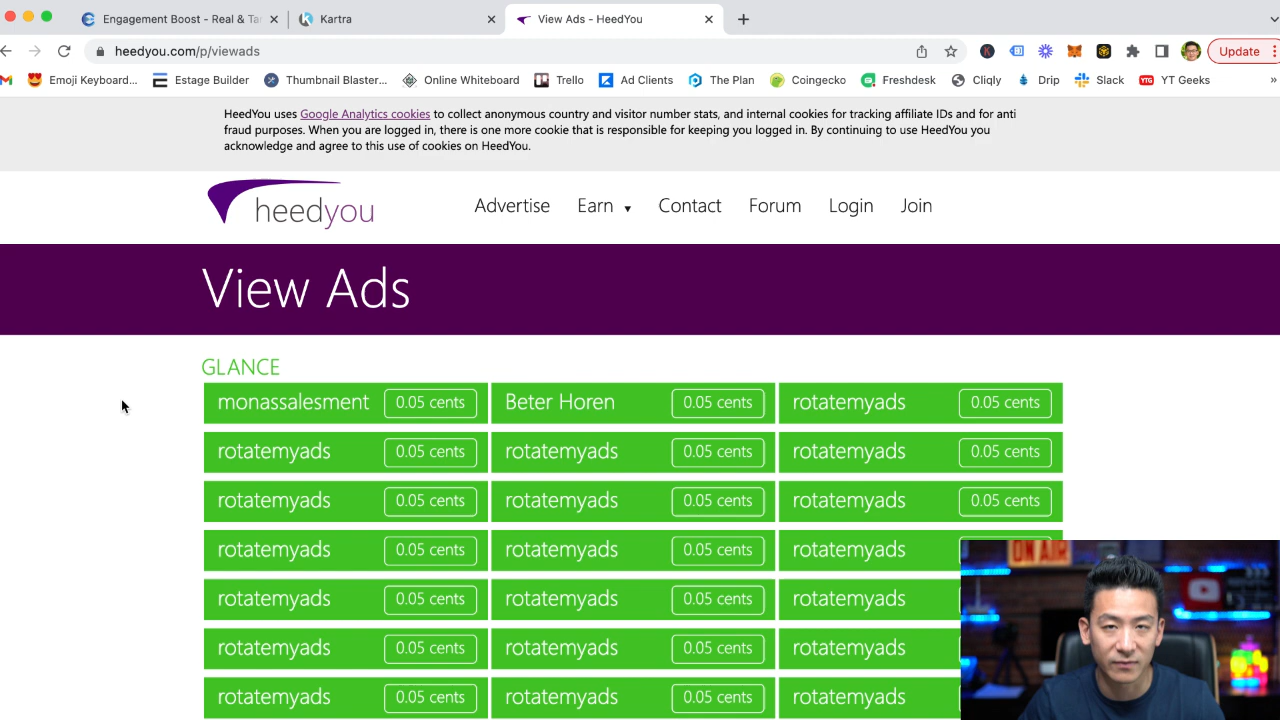 Engagement Boost - Real & Ta
Kartra
View Ads - HeedYou
heedyou.com/p/viewads
Update
Emoji Keyboard...
Estage Builder
Thumbnail Blaster...
Online Whiteboard
Trello
Ad Clients
The Plan
Coingecko
Freshdesk
Cliqly
Drip
Slack
YT Geeks
HeedYou uses Google Analytics cookies to collect anonymous country and visitor number stats, and internal cookies for tracking affiliate IDs and for anti
fraud purposes. When you are logged in, there is one more cookie that is responsible for keeping you logged in. By continuing to use HeedYou you
acknowledge and agree to this use of cookies on HeedYou.
heedyou
Advertise Earn Contact Forum Login Join
View Ads
GLANCE
monassalesment 0.05 cents Beter Horen 0.05 cents rotatemyads 0.05 cents
rotatemyads 0.05 cents rotatemyads 0.05 cents rotatemyads 0.05 cents
rotatemyads 0.05 cents rotatemyads 0.05 cents rotatemyads 0.05 cents
rotatemyads 0.05 cents rotatemyads 0.05 cents rotatemyads
rotatemyads 0.05 cents rotatemyads 0.05 cents rotatemyads
rotatemyads 0.05 cents rotatemyads 0.05 cents rotatemyads
rotatemyads 0.05 cents rotatemyads 0.05 cents rotatemyads
ON AIR